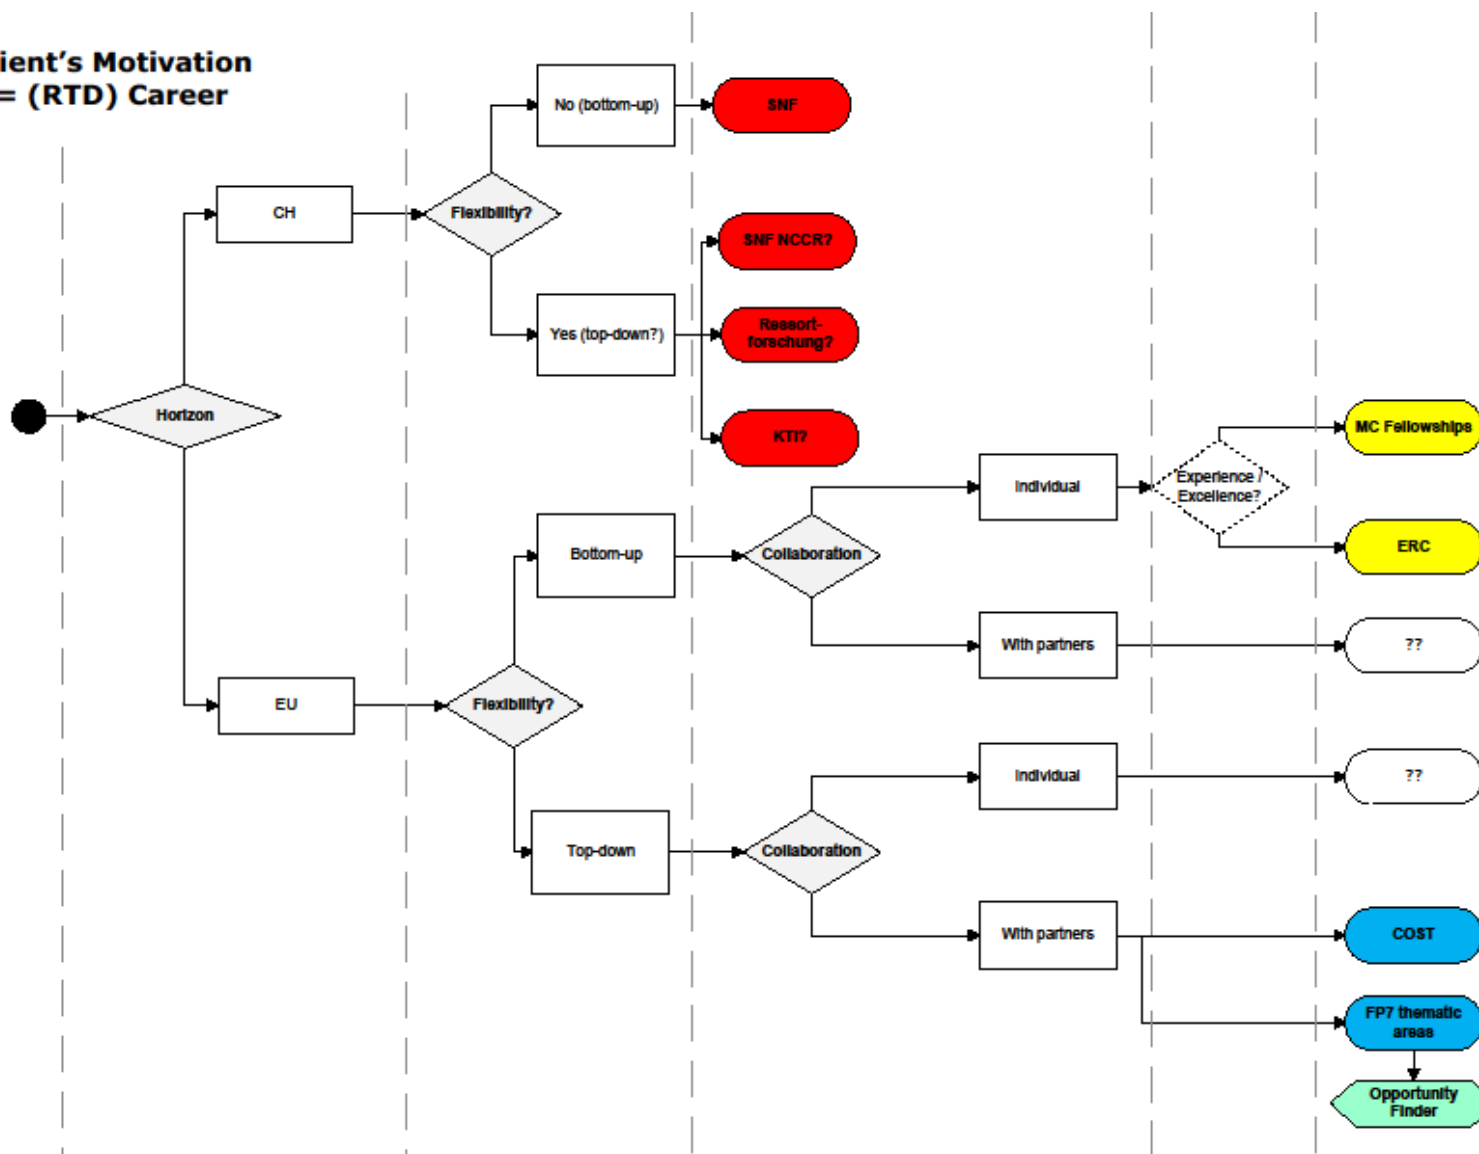 ient's Motivation
= (RTD) Career
No (bottom-up)
SNF
CH
Flexibility?
SNF NCCR?
Yes (top-down?)
Ressort-
forschung?
Horizon
KTI?
MC Fellowships
Individual
Experience /
Excellence?
Bottom-up
Collaboration
ERC
With partners
??
EU
Flexibility?
Individual
??
Top-down
Collaboration
With partners
COST
FP7 thematic
areas
Opportunity
Finder